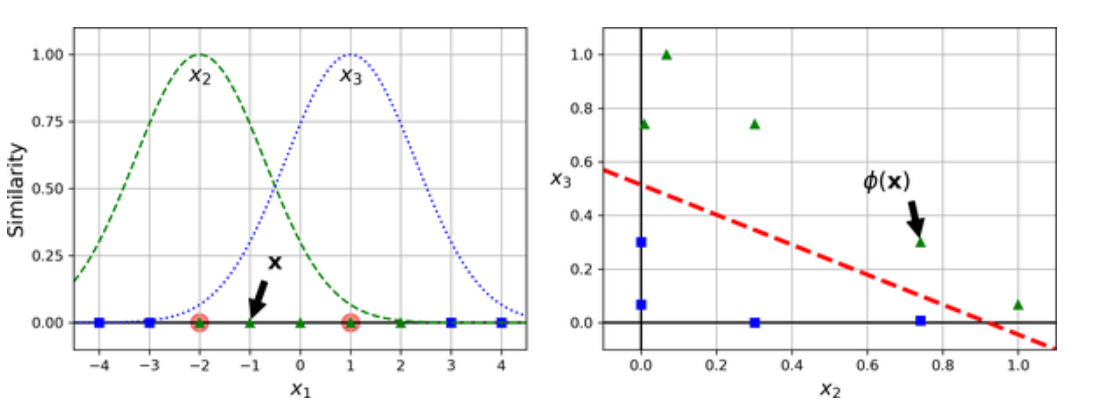 1.00
0.75
0.50
0.25
0.00
Similarity
x₂
x₃
x
−4 −3 −2 −1 0 1 2 3 4
x₁
1.0
0.8
0.6
0.4
0.2
0.0
x₃
ϕ(x)
0.0 0.2 0.4 0.6 0.8 1.0
x₂